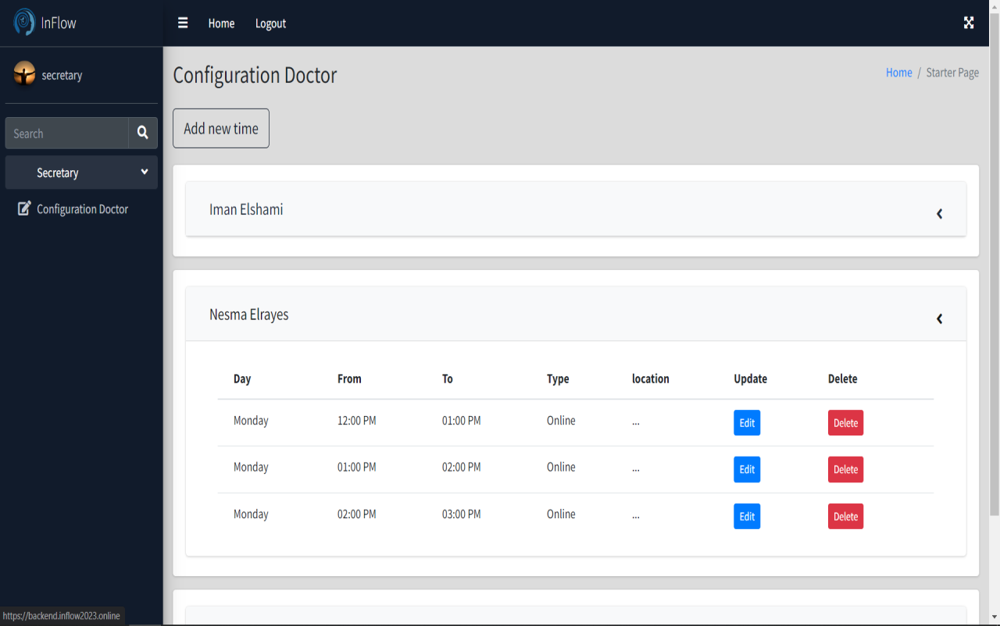 InFlow
Home Logout
secretary
Search
Secretary
Configuration Doctor
Configuration Doctor
Home / Starter Page
Add new time
Iman Elshami
Nesma Elrayes
Day From To Type location Update Delete
Monday 12:00 PM 01:00 PM Online ... Edit Delete
Monday 01:00 PM 02:00 PM Online ... Edit Delete
Monday 02:00 PM 03:00 PM Online ... Edit Delete
https://backend.inflow2023.online